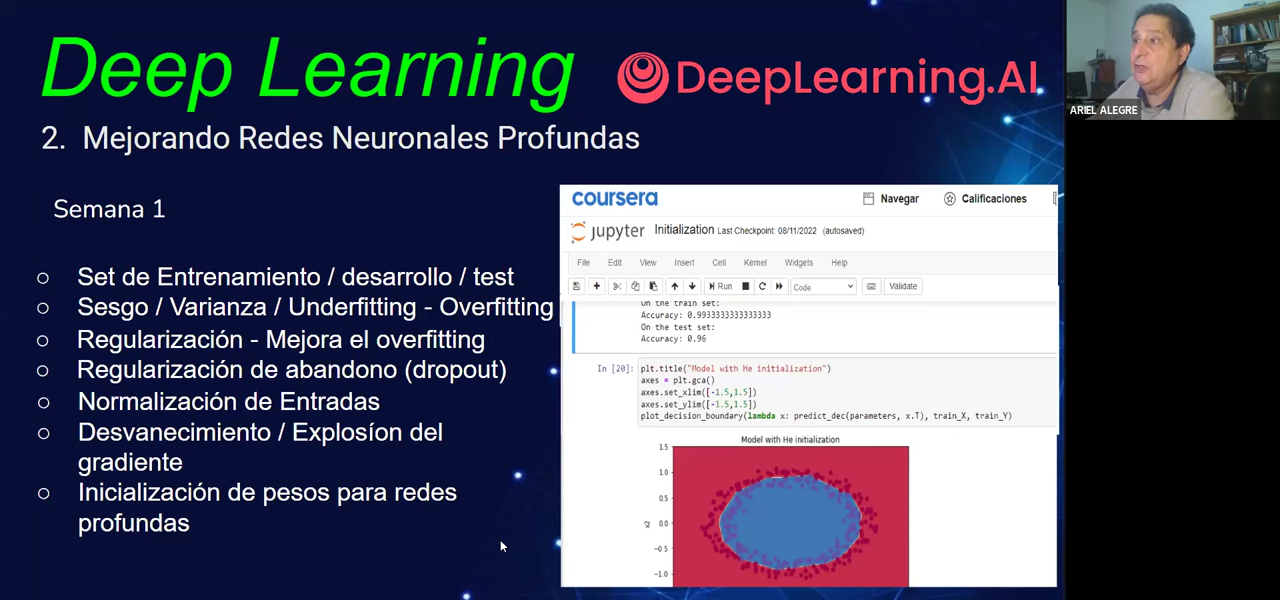 Deep Learning
DeepLearning.AI
ARIEL ALEGRE
2. Mejorando Redes Neuronales Profundas
Semana 1
Set de Entrenamiento / desarrollo / test
Sesgo / Varianza / Underfitting - Overfitting
Regularización - Mejora el overfitting
Regularización de abandono (dropout)
Normalización de Entradas
Desvanecimiento / Explosíon del
gradiente
Inicialización de pesos para redes
profundas
coursera
Navegar
Calificaciones
jupyter Initialization Last Checkpoint: 08/11/2022 (autosaved)
File Edit View Insert Cell Kernel Widgets Help
Run Code Validate
On the train set:
Accuracy: 0.9933333333333333
On the test set:
Accuracy: 0.96
In [20]: plt.title("Model with He initialization")
axes = plt.gca()
axes.set_xlim([-1.5,1.5])
axes.set_ylim([-1.5,1.5])
plot_decision_boundary(lambda x: predict_dec(parameters, x.T), train_X, train_Y)
Model with He initialization
1.5
1.0
0.5
x2
0.0
−0.5
−1.0